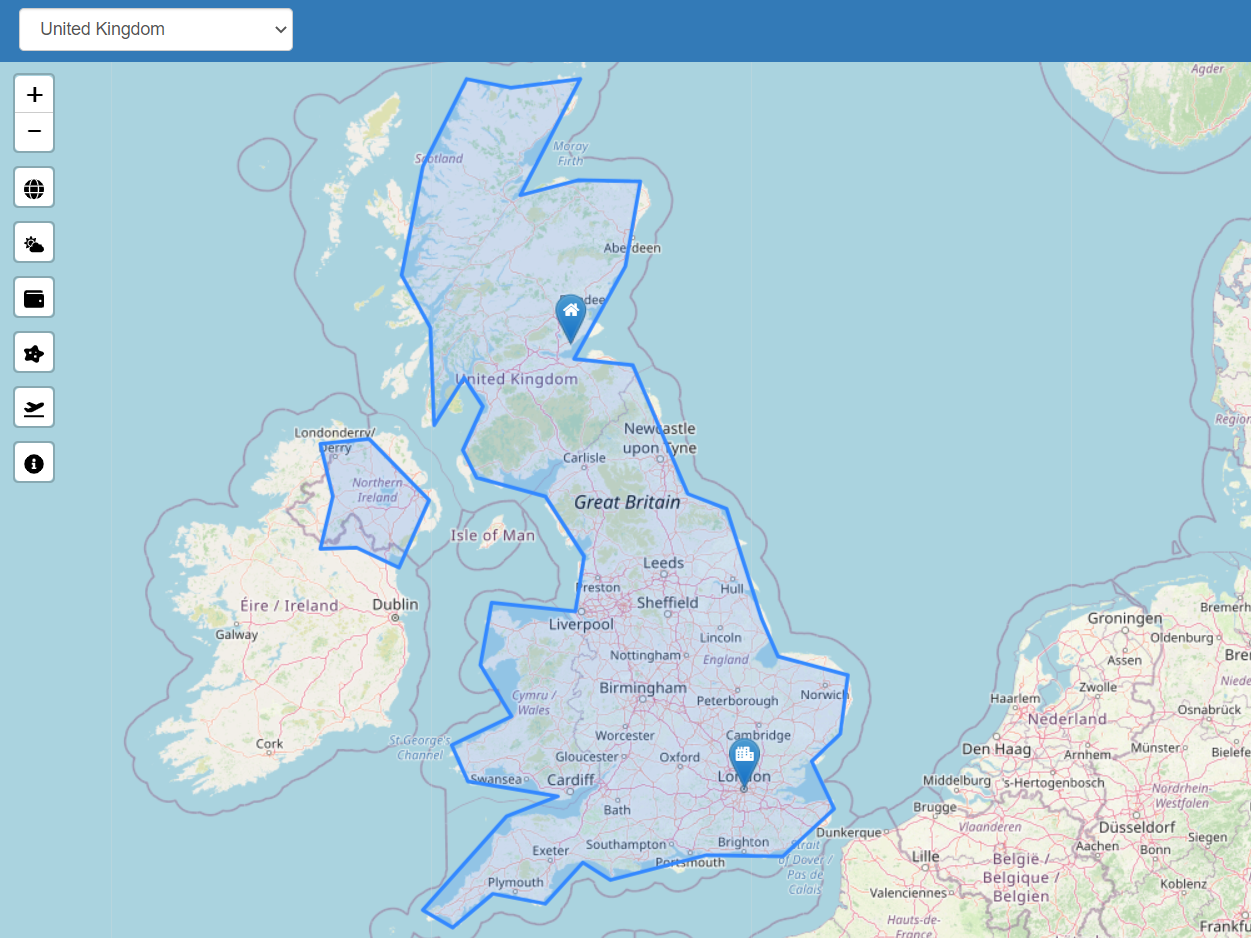 United Kingdom
+
−
Agder
Moray
Firth
Scotland
Aberdeen
United Kingdom
Newcastle
upon Tyne
Londonderry/
Derry
Carlisle
Northern
Ireland
Great Britain
Isle of Man
Leeds
Preston
Hull
Sheffield
Éire / Ireland
Dublin
Liverpool
Galway
Lincoln
Nottingham
England
Birmingham
Peterborough
Norwich
Cymru /
Wales
Worcester
Cambridge
St George's
Channel
Cork
Gloucester
Oxford
London
Swansea
Cardiff
Bath
Southampton
Brighton
Exeter
Portsmouth
Strait
of Dover /
Pas de
Calais
Plymouth
Region
Groningen
Bremerh
Oldenburg
Assen
Bre
Zwolle
Niede
Haarlem
Osnabrück
Nederland
Den Haag
Arnhem
Münster
Bielefe
Middelburg
's-Hertogenbosch
Nordrhein-
Westfalen
Brugge
Vlaanderen
Düsseldorf
Dunkerque
Siegen
Aachen
Bonn
Lille
België /
Belgique /
Belgien
Koblenz
Valenciennes
Hauts-de-
France
Frankfu